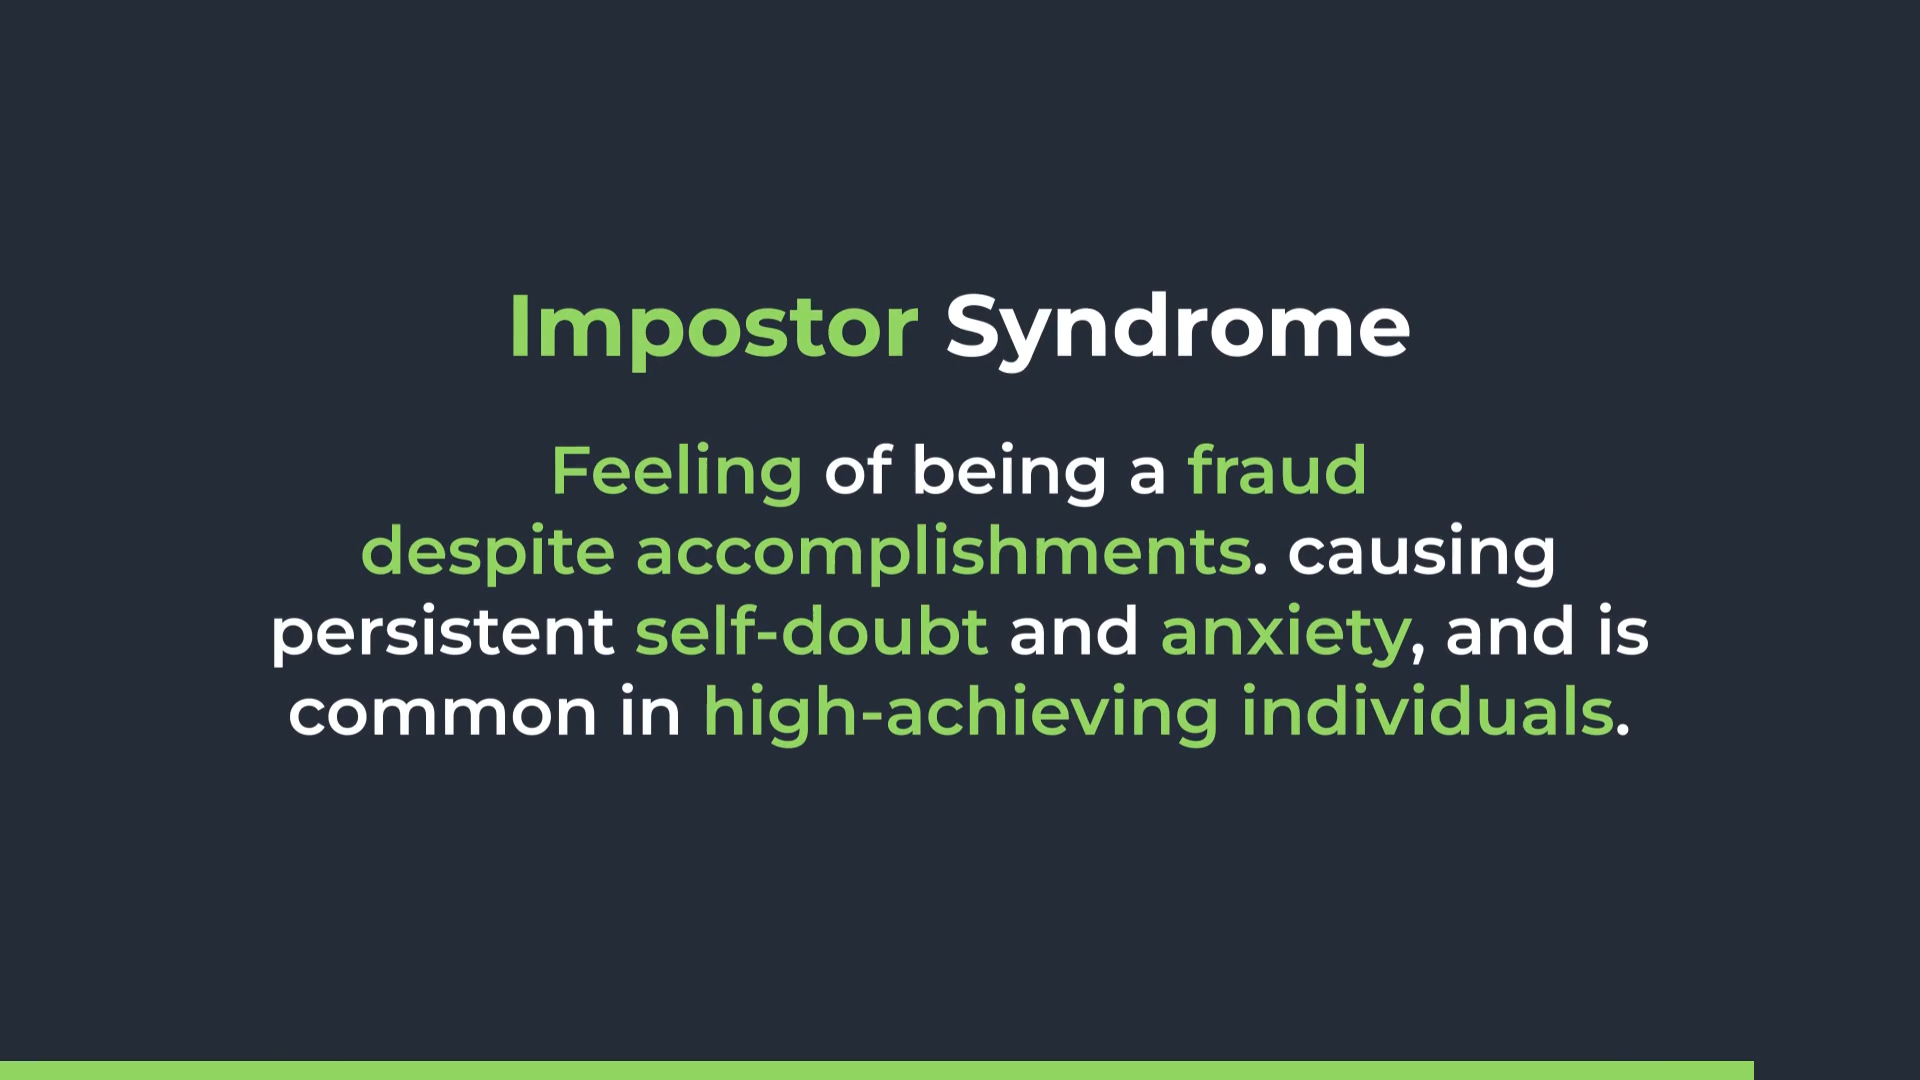 Impostor Syndrome
Feeling of being a fraud
despite accomplishments. causing
persistent self-doubt and anxiety, and is
common in high-achieving individuals.